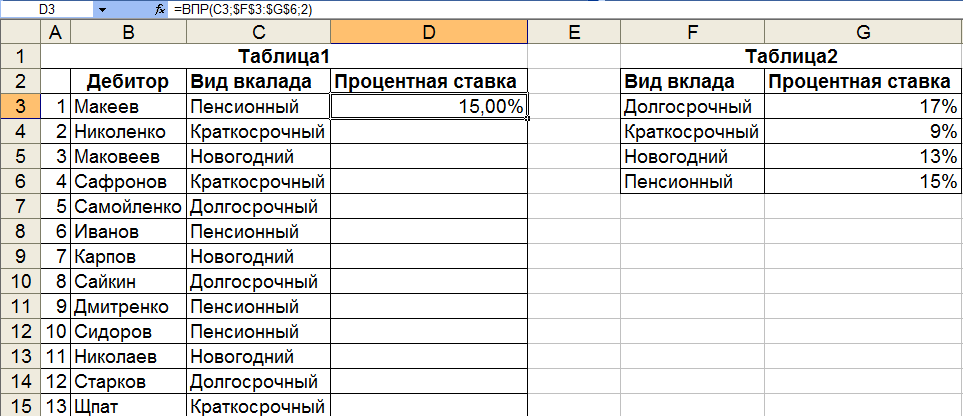 D3 fx =ВПР(C3;$F$3:$G$6;2)
A B C D E F G
1 Таблица1 Таблица2
2 Дебитор Вид вкалада Процентная ставка Вид вклада Процентная ставка
3 1 Макеев Пенсионный 15,00% Долгосрочный 17%
4 2 Николенко Краткосрочный Краткосрочный 9%
5 3 Маковеев Новогодний Новогодний 13%
6 4 Сафронов Краткосрочный Пенсионный 15%
7 5 Самойленко Долгосрочный
8 6 Иванов Пенсионный
9 7 Карпов Новогодний
10 8 Сайкин Долгосрочный
11 9 Дмитренко Пенсионный
12 10 Сидоров Пенсионный
13 11 Николаев Новогодний
14 12 Старков Долгосрочный
15 13 Щпат Краткосрочный